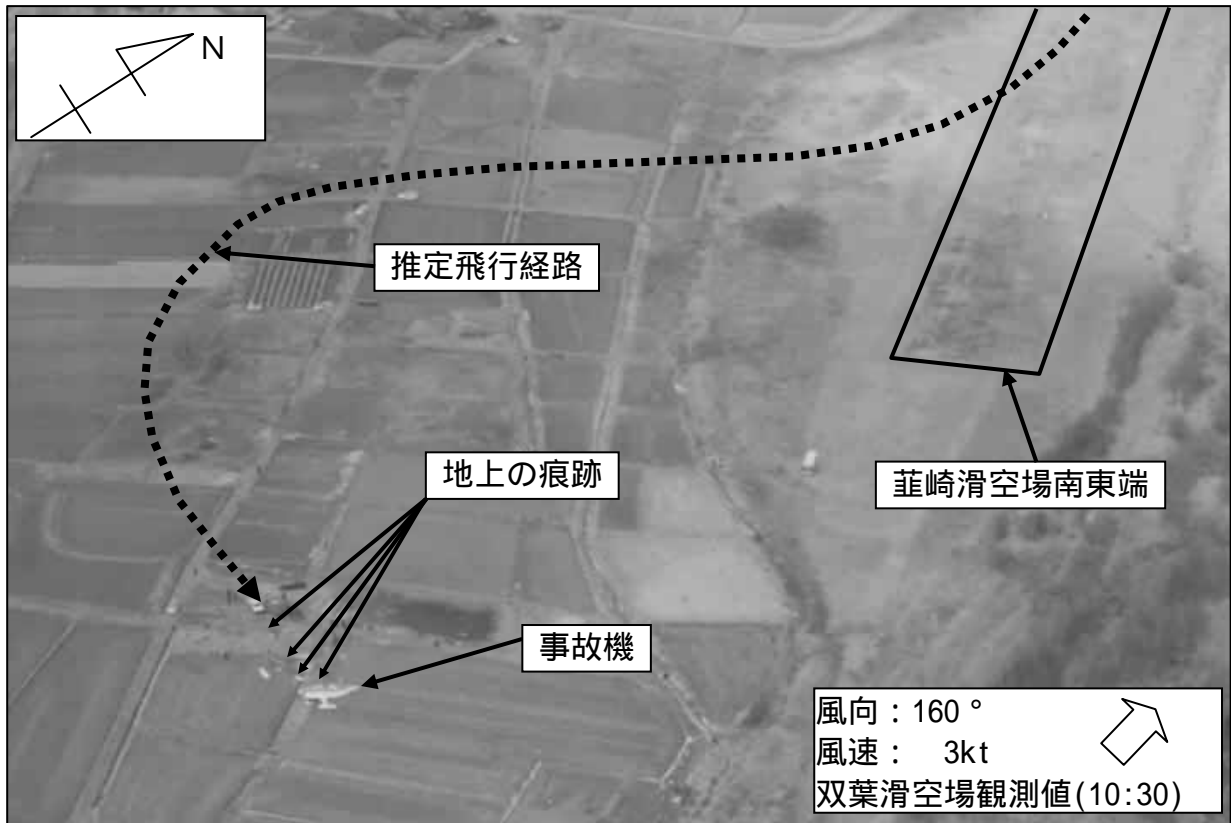 N
推定飛行経路
地上の痕跡
韮崎滑空場南東端
事故機
風向：160°
風速： 3kt
双葉滑空場観測値(10:30)